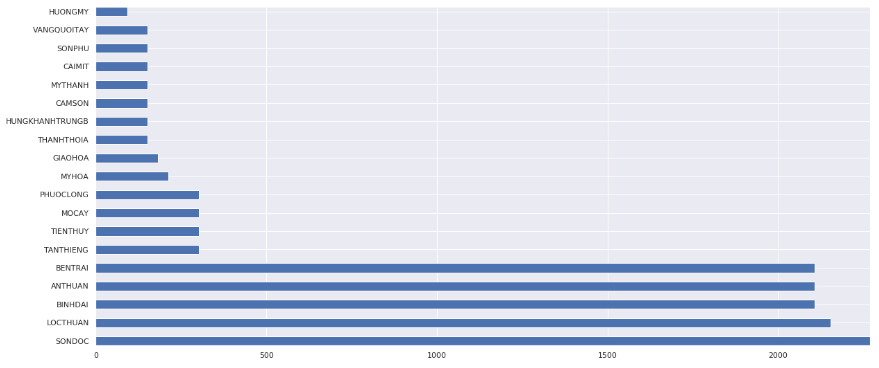 HUONGMY
VANGQUOITAY
SONPHU
CAIMIT
MYTHANH
CAMSON
HUNGKHANHTRUNGB
THANHTHOIA
GIAOHOA
MYHOA
PHUOCLONG
MOCAY
TIENTHUY
TANTHIENG
BENTRAI
ANTHUAN
BINHDAI
LOCTHUAN
SONDOC
0 500 1000 1500 2000